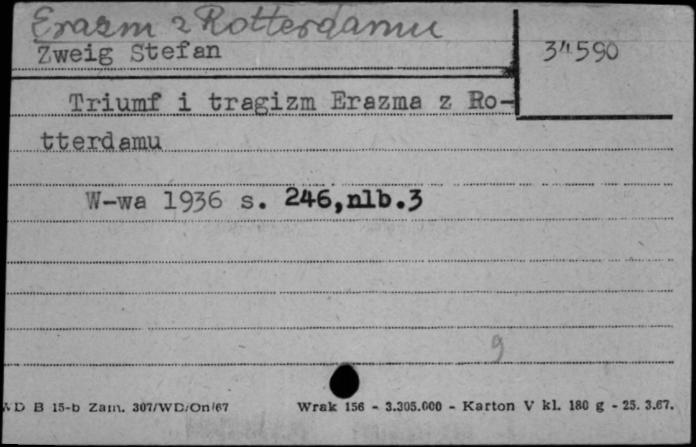 Erazm z Rotterdamu
Zweig Stefan
34590
Triumf i tragizm Erazma z Ro-
tterdamu
W-wa 1936 s. 246,nlb.3
9
WD B 15-b Zam. 307/WD/On/67 Wrak 156 - 3.305.000 - Karton V kl. 180 g - 25. 3.67.